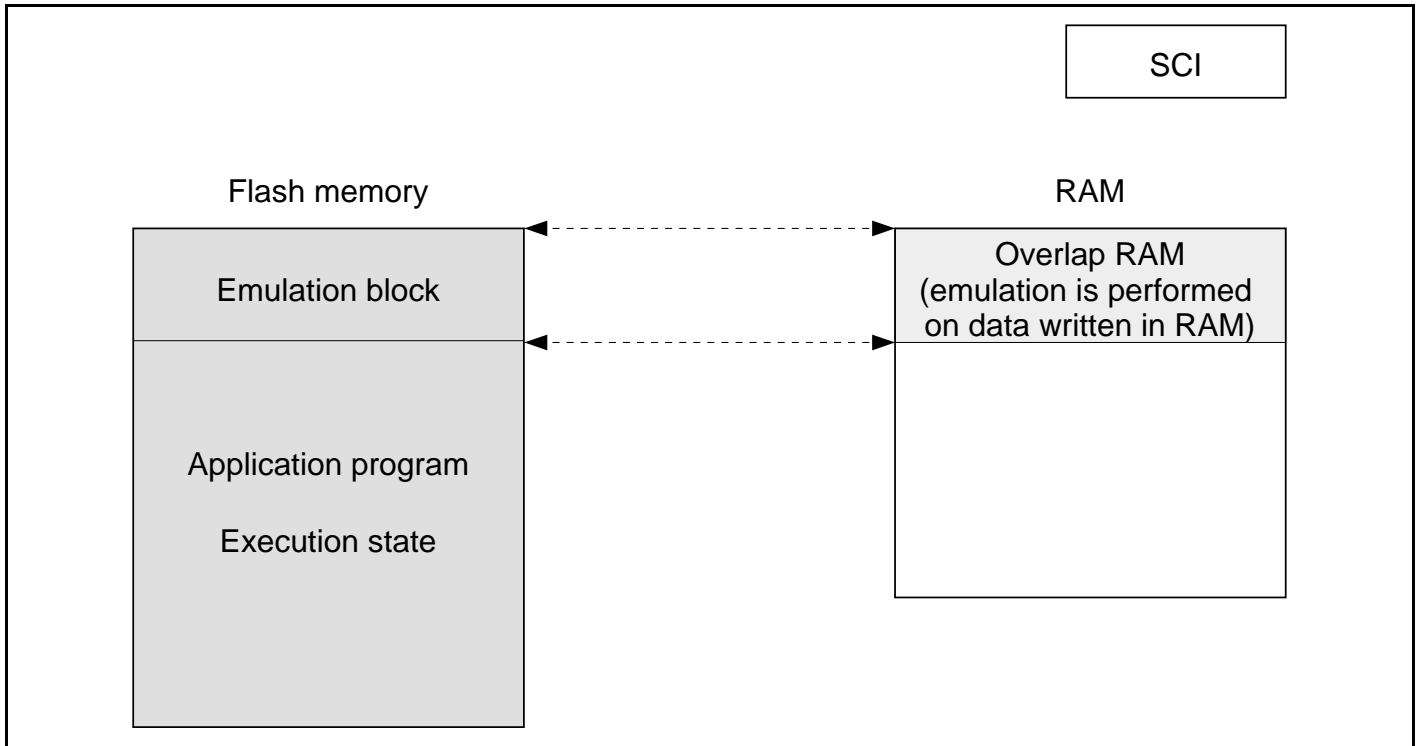 SCI
Flash memory
RAM
Emulation block
Overlap RAM
(emulation is performed
on data written in RAM)
Application program
Execution state